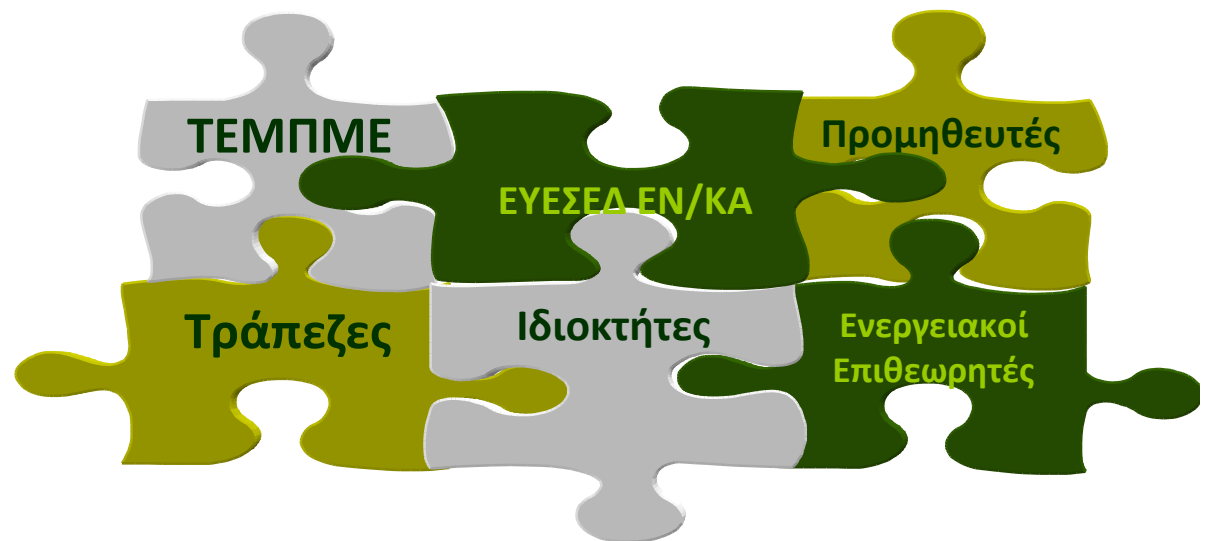 ΤΕΜΠΜΕ
ΕΥΕΣΕΔ ΕΝ/ΚΑ
Προμηθευτές
Τράπεζες
Ιδιοκτήτες
Ενεργειακοί
Επιθεωρητές